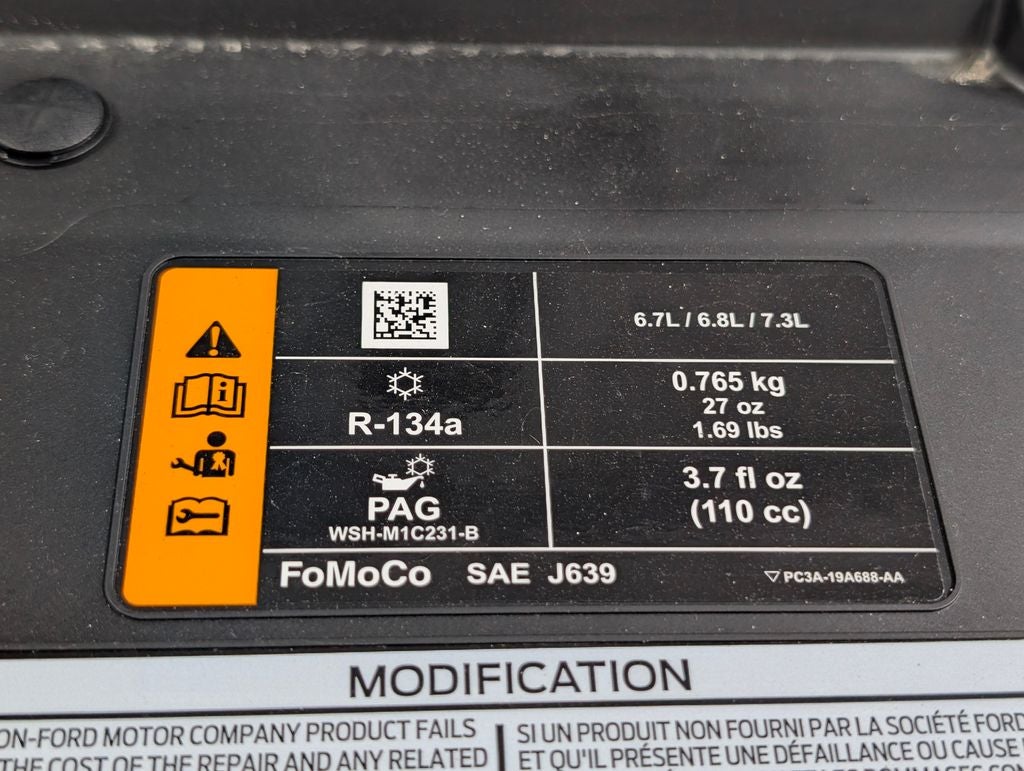 6.7L / 6.8L / 7.3L
R-134a
0.765 kg
27 oz
1.69 lbs
PAG
WSH-M1C231-B
3.7 fl oz
(110 cc)
FoMoCo SAE J639
PC3A-19A688-AA
MODIFICATION
ON-FORD MOTOR COMPANY PRODUCT FAILS
THE COST OF THE REPAIR AND ANY RELATED
SI UN PRODUIT NON FOURNI PAR LA SOCIÉTÉ FORD
ET QU'IL PRÉSENTE UNE DÉFAILLANCE OU CAUSE